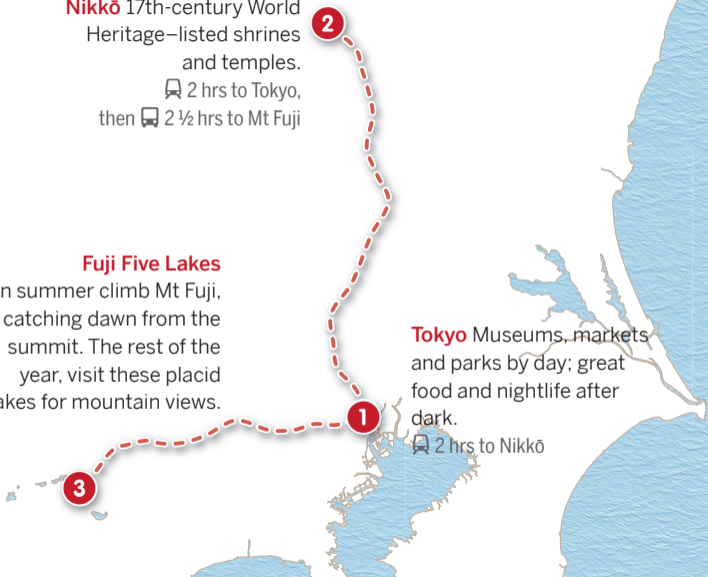 Nikkō 17th-century World
Heritage–listed shrines
and temples.
2 hrs to Tokyo,
then 2 ½ hrs to Mt Fuji
2
Fuji Five Lakes
n summer climb Mt Fuji,
catching dawn from the
summit. The rest of the
year, visit these placid
akes for mountain views.
Tokyo Museums, markets
and parks by day; great
food and nightlife after
dark.
2 hrs to Nikkō
1
3